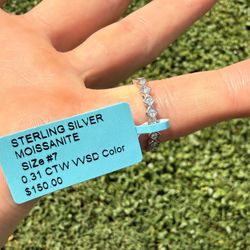 STERLING SILVER
MOISSANITE
SIZe #7
0.31 CTW VVSD Color
$150.00